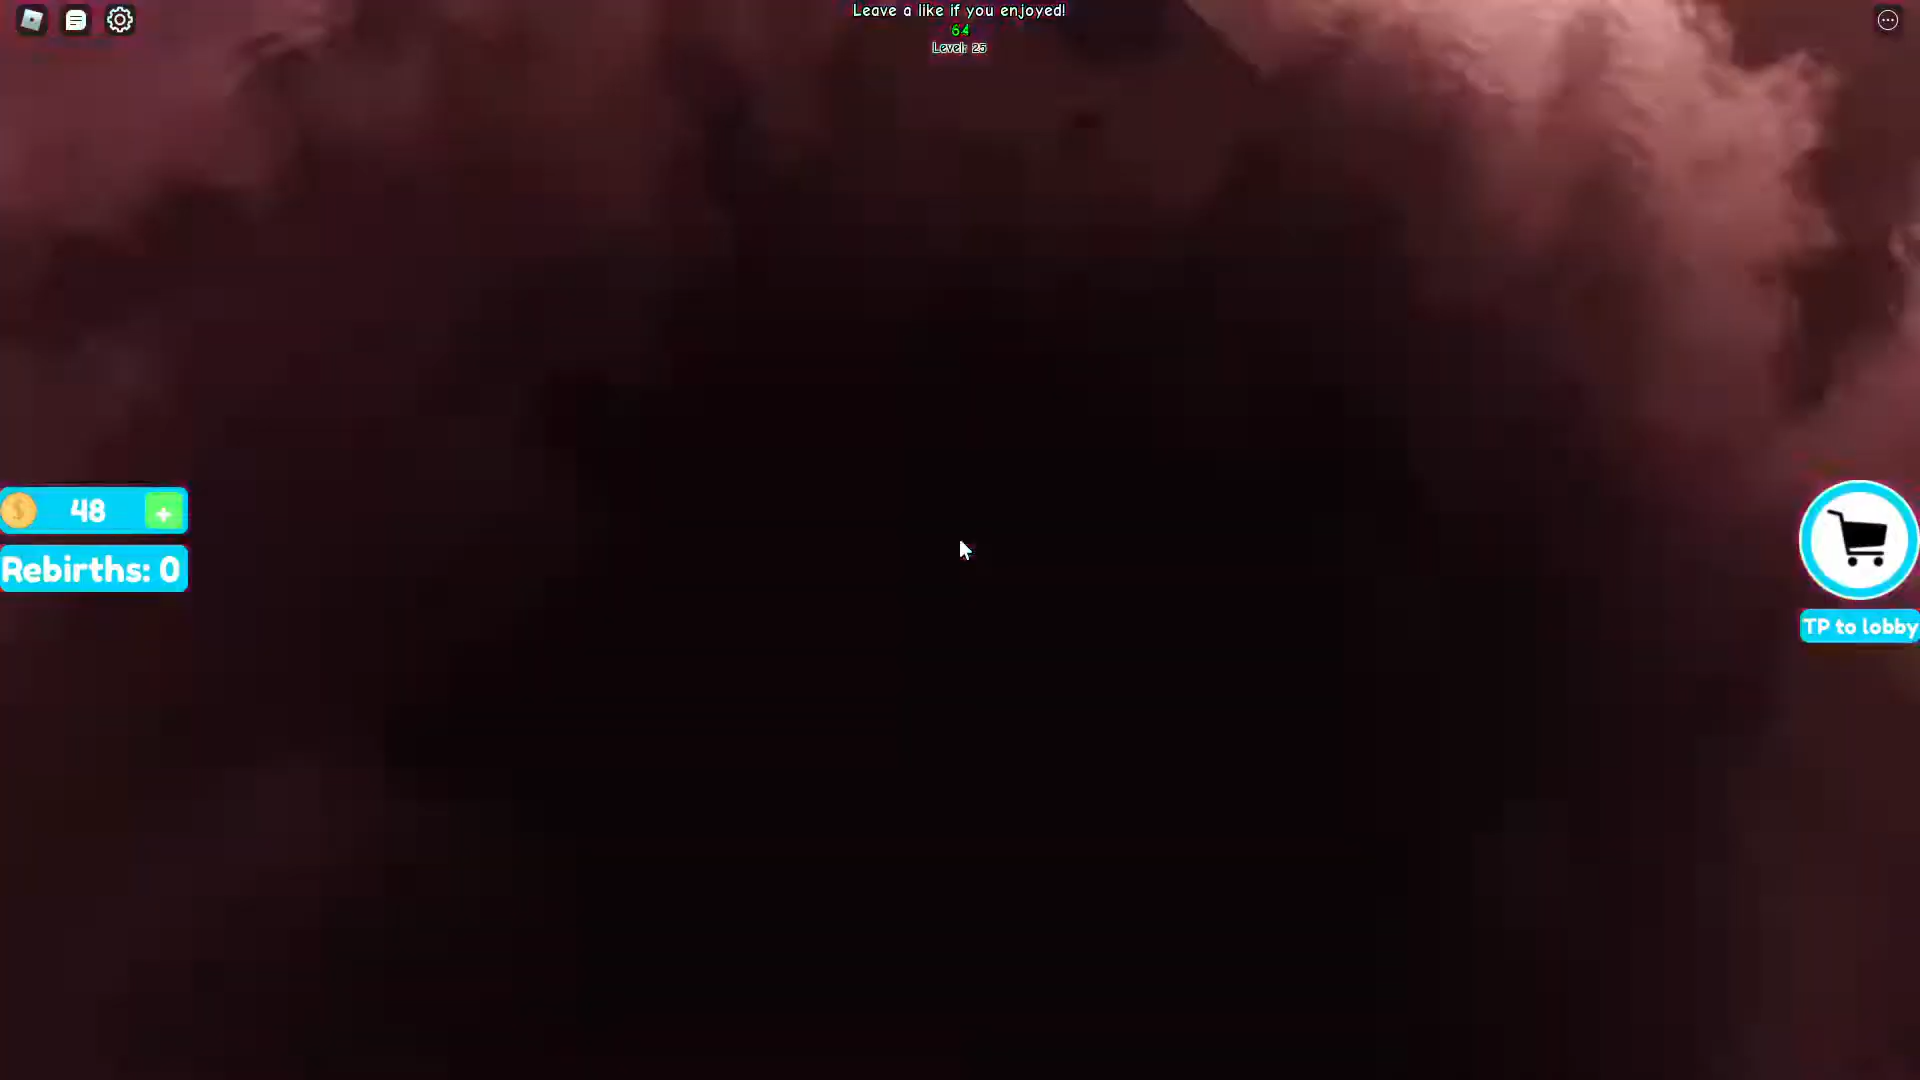 Leave a like if you enjoyed!
64
Level: 25
48
+
Rebirths: 0
TP to lobby